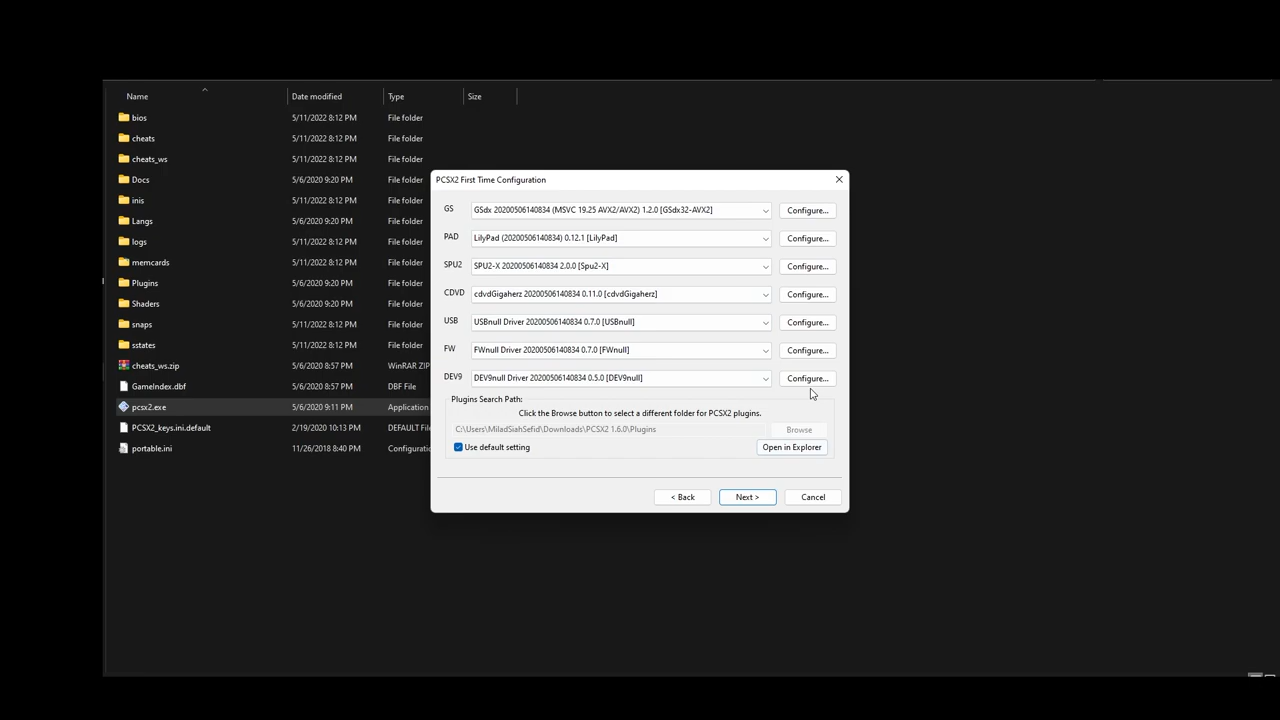 Name Date modified Type Size
bios 5/11/2022 8:12 PM File folder
cheats 5/11/2022 8:12 PM File folder
cheats_ws 5/11/2022 8:12 PM File folder
Docs 5/6/2020 9:20 PM File folder
inis 5/11/2022 8:12 PM File folder
Langs 5/6/2020 9:20 PM File folder
logs 5/11/2022 8:12 PM File folder
memcards 5/11/2022 8:12 PM File folder
Plugins 5/6/2020 9:20 PM File folder
Shaders 5/6/2020 9:20 PM File folder
snaps 5/11/2022 8:12 PM File folder
sstates 5/11/2022 8:12 PM File folder
cheats_ws.zip 5/6/2020 8:57 PM WinRAR ZIP
GameIndex.dbf 5/6/2020 8:57 PM DBF File
pcsx2.exe 5/6/2020 9:11 PM Application
PCSX2_keys.ini.default 2/19/2020 10:13 PM DEFAULT File
portable.ini 11/26/2018 8:40 PM Configuratio
PCSX2 First Time Configuration
GS GSdx 20200506140834 (MSVC 19.25 AVX2/AVX2) 1.2.0 [GSdx32-AVX2] Configure...
PAD LilyPad (20200506140834) 0.12.1 [LilyPad] Configure...
SPU2 SPU2-X 20200506140834 2.0.0 [Spu2-X] Configure...
CDVD cdvdGigaherz 20200506140834 0.11.0 [cdvdGigaherz] Configure...
USB USBnull Driver 20200506140834 0.7.0 [USBnull] Configure...
FW FWnull Driver 20200506140834 0.7.0 [FWnull] Configure...
DEV9 DEV9null Driver 20200506140834 0.5.0 [DEV9null] Configure...
Plugins Search Path:
Click the Browse button to select a different folder for PCSX2 plugins.
C:\Users\MiladSiahSefid\Downloads\PCSX2 1.6.0\Plugins Browse
Use default setting Open in Explorer
< Back Next > Cancel